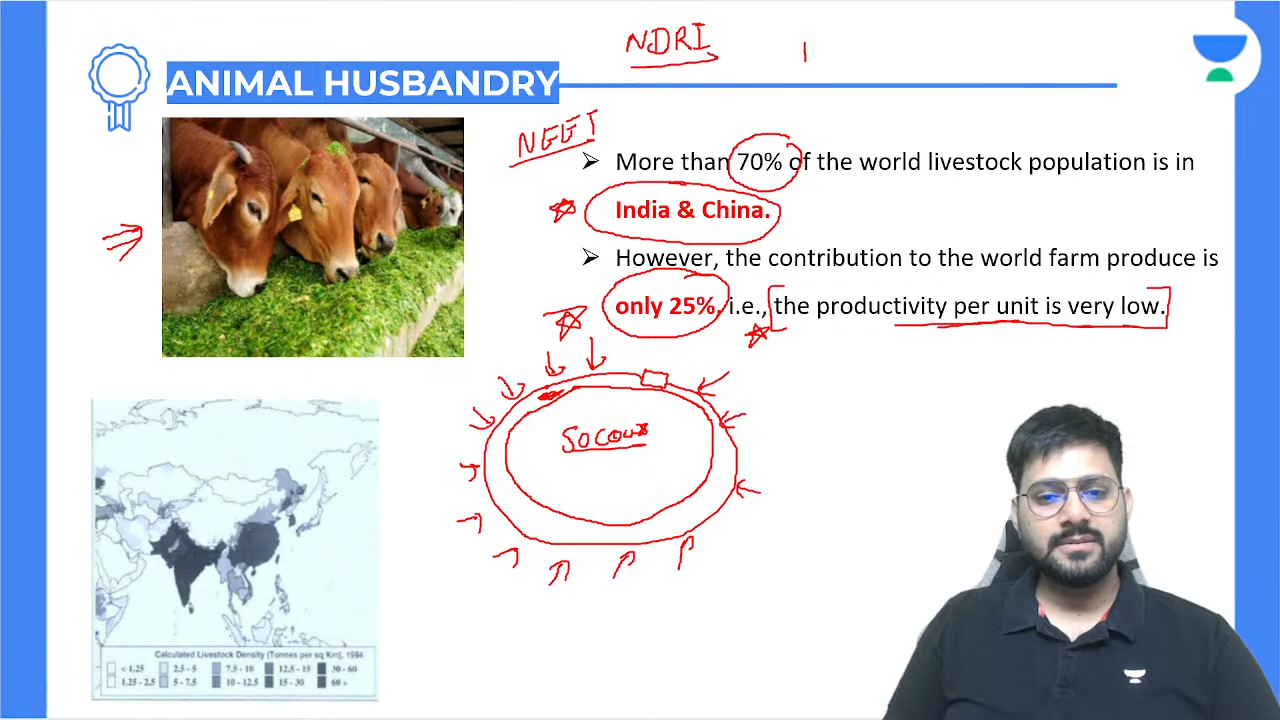 NDRI
ANIMAL HUSBANDRY
NEET
➢ More than 70% of the world livestock population is in
India & China.
➢ However, the contribution to the world farm produce is
only 25%, i.e., the productivity per unit is very low.
50 cows
Calculated Livestock Density (Tonnes per sq Km), 1994
< 1.25 2.5 - 5 7.5 - 10 12.5 - 15 30 - 60
1.25 - 2.5 5 - 7.5 10 - 12.5 15 - 30 60 +